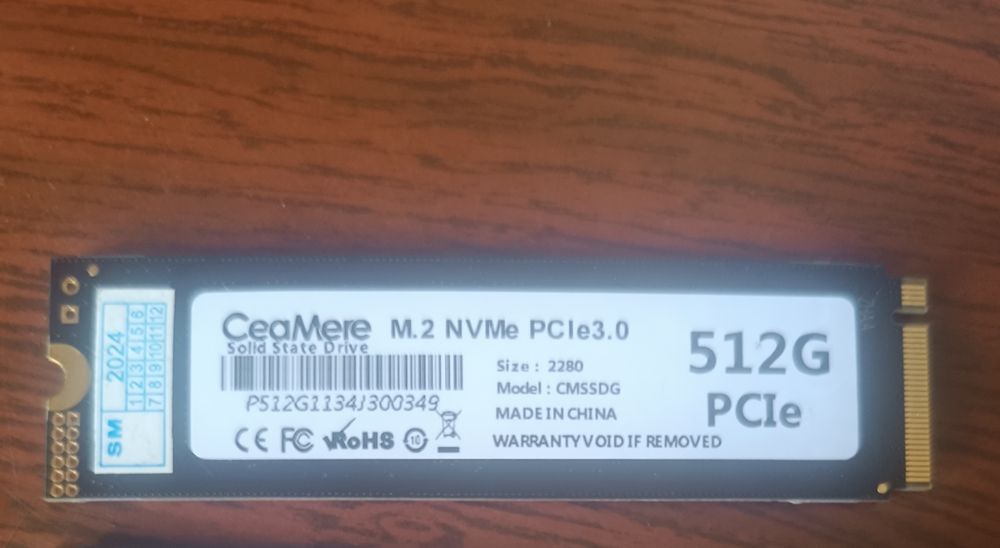 SM
2024
1 2 3 4 5 6
7 8 9 10 11 12
CeaMere M.2 NVMe PCIe3.0
Solid State Drive
PS12G1134J300349
CE FC RoHS 10
Size : 2280
Model : CMSSDG
MADE IN CHINA
WARRANTY VOID IF REMOVED
512G
PCIe